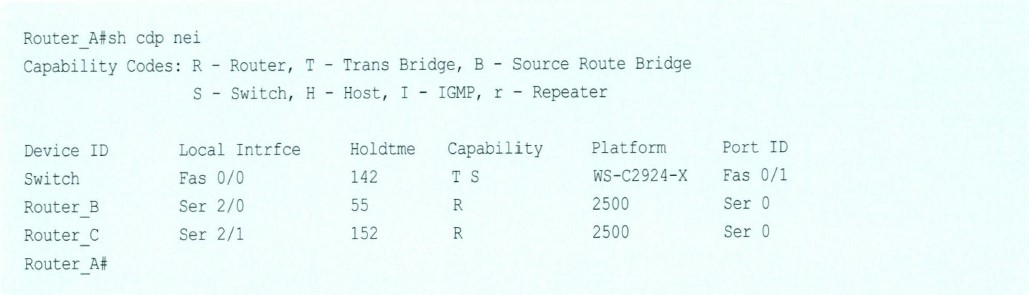 Router_A#sh cdp nei
Capability Codes: R - Router, T - Trans Bridge, B - Source Route Bridge
S - Switch, H - Host, I - IGMP, r - Repeater
Device ID Local Intrfce Holdtme Capability Platform Port ID
Switch Fas 0/0 142 T S WS-C2924-X Fas 0/1
Router_B Ser 2/0 55 R 2500 Ser 0
Router_C Ser 2/1 152 R 2500 Ser 0
Router_A#